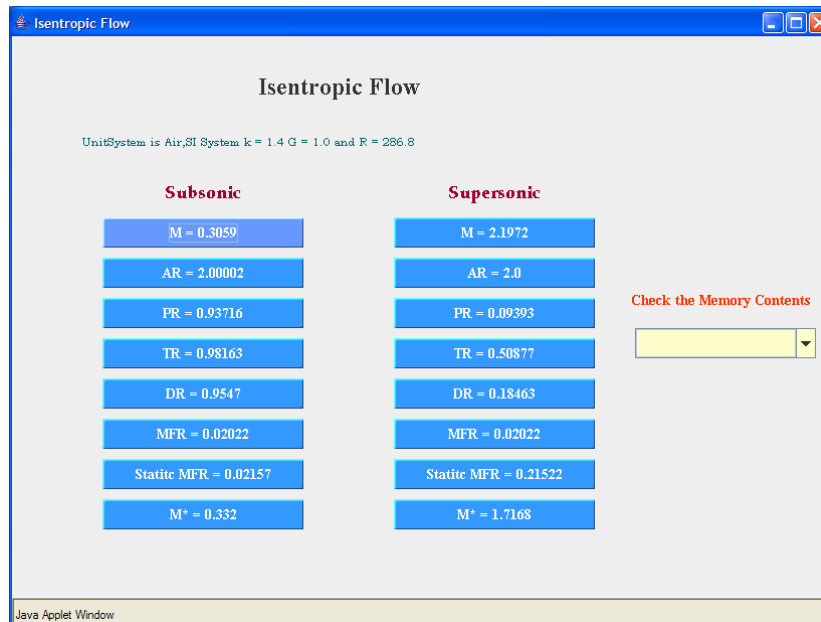 Isentropic Flow
Isentropic Flow
UnitSystem is Air,SI System k = 1.4 G = 1.0 and R = 286.8
Subsonic
Supersonic
M = 0.3059
M = 2.1972
AR = 2.00002
AR = 2.0
PR = 0.93716
PR = 0.09393
Check the Memory Contents
TR = 0.98163
TR = 0.50877
DR = 0.9547
DR = 0.18463
MFR = 0.02022
MFR = 0.02022
Statitc MFR = 0.02157
Statitc MFR = 0.21522
M* = 0.332
M* = 1.7168
Java Applet Window